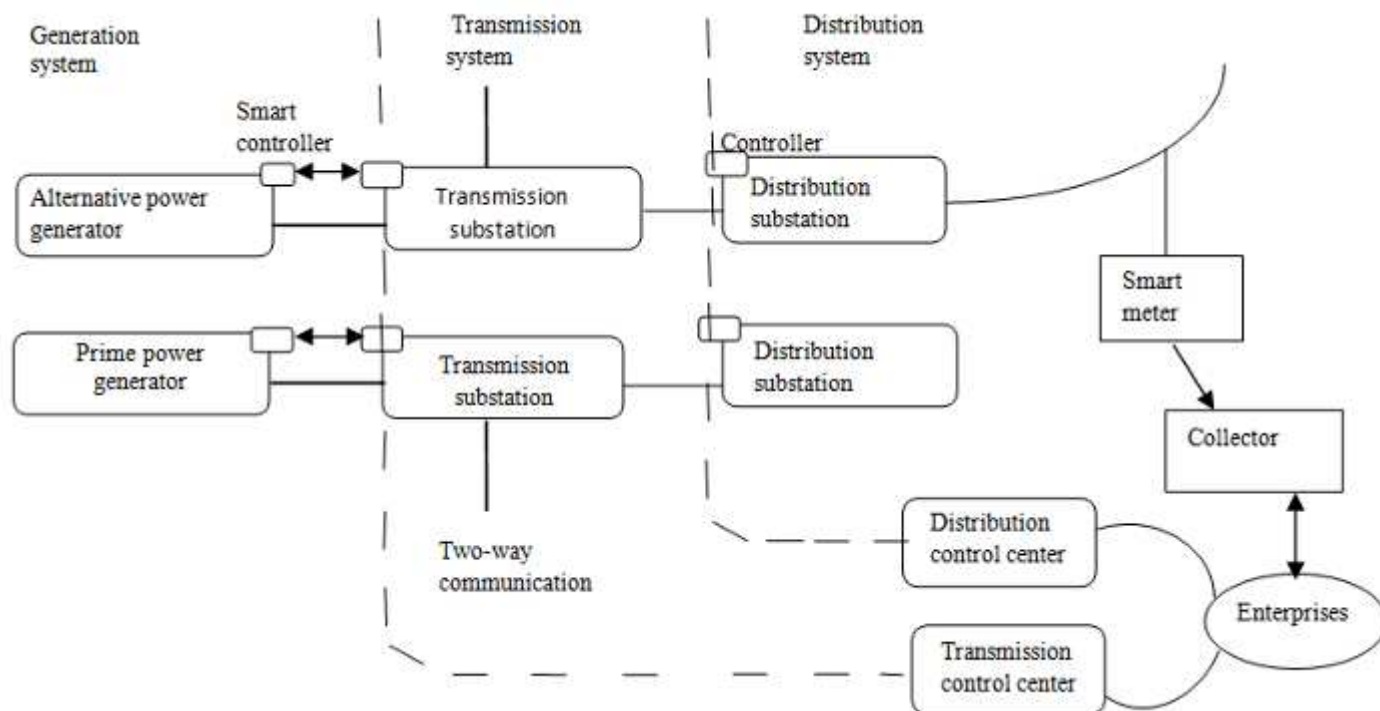 Generation
system
Transmission
system
Distribution
system
Smart
controller
Controller
Alternative power
generator
Transmission
substation
Distribution
substation
Smart
meter
Prime power
generator
Transmission
substation
Distribution
substation
Collector
Two-way
communication
Distribution
control center
Enterprises
Transmission
control center